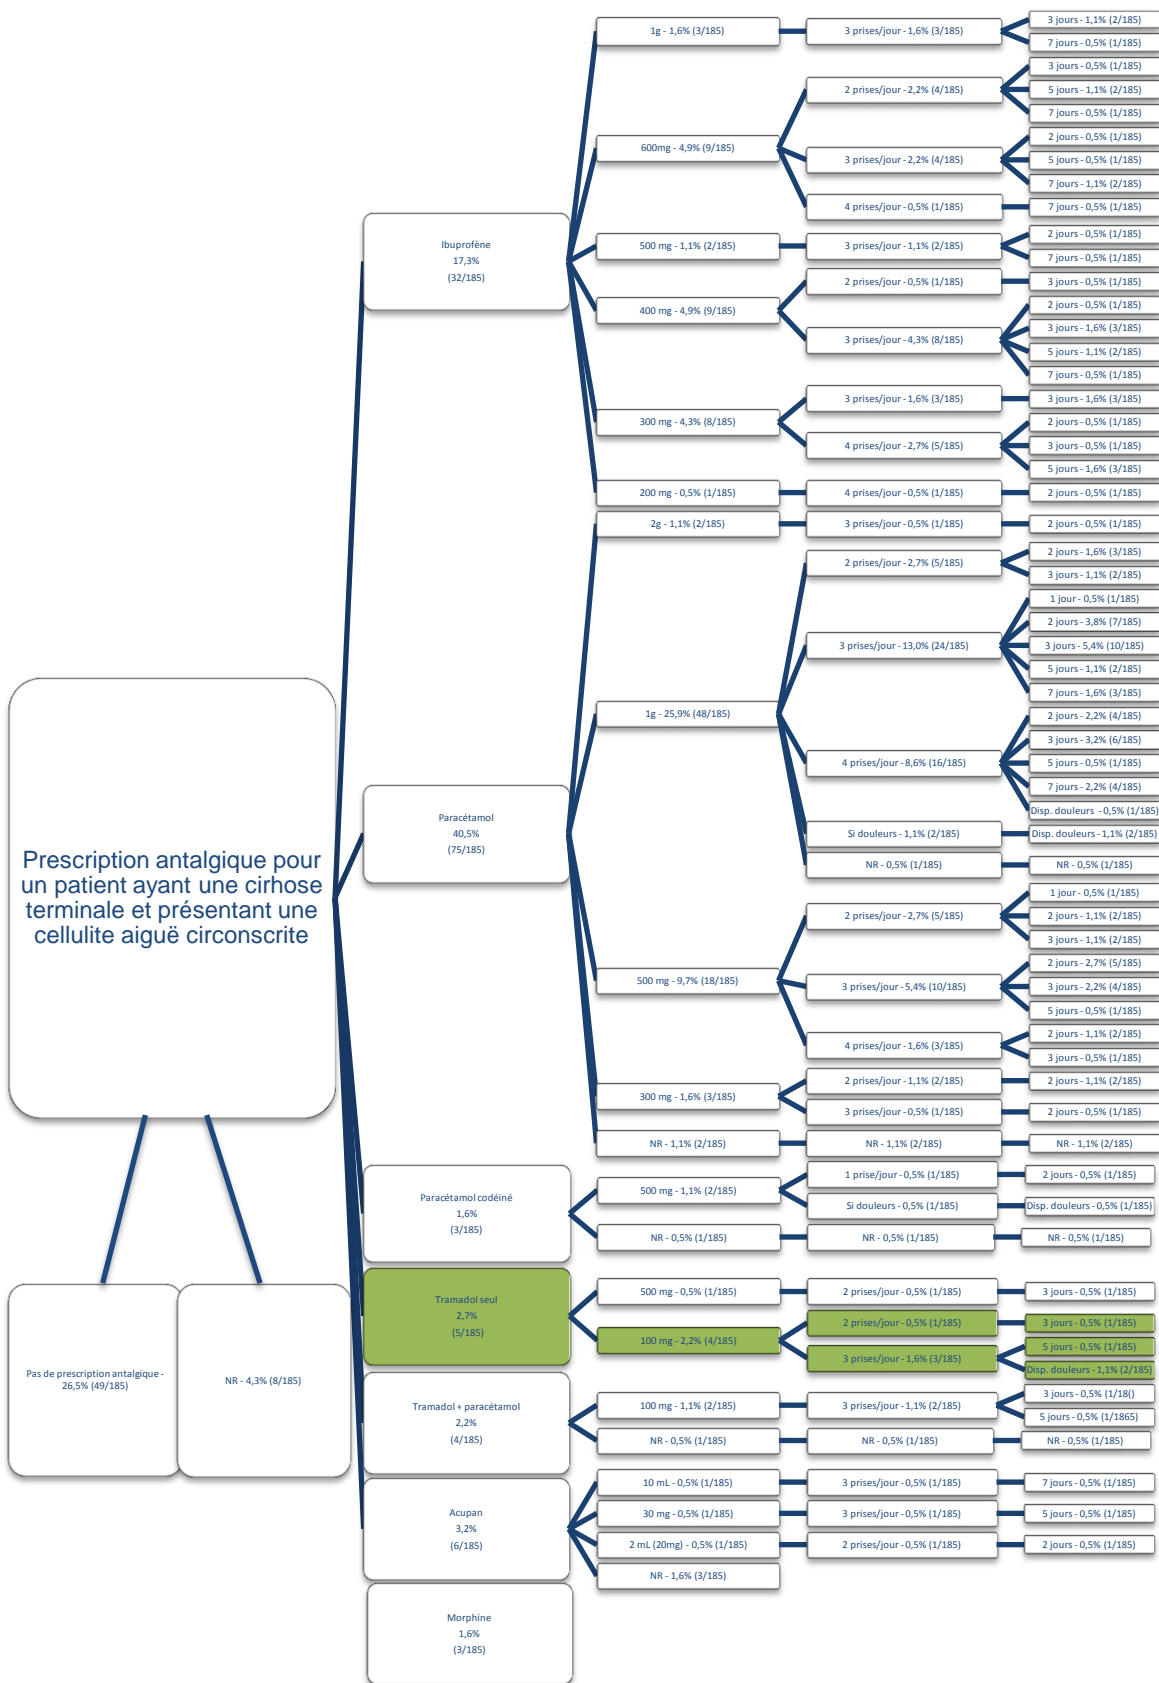 Prescription antalgique pour
un patient ayant une cirhose
terminale et présentant une
cellulite aiguë circonscrite
Pas de prescription antalgique -
26,5% (49/185)
NR - 4,3% (8/185)
Ibuprofène
17,3%
(32/185)
1g - 1,6% (3/185)
3 prises/jour - 1,6% (3/185)
3 jours - 1,1% (2/185)
7 jours - 0,5% (1/185)
600mg - 4,9% (9/185)
2 prises/jour - 2,2% (4/185)
3 jours - 0,5% (1/185)
5 jours - 1,1% (2/185)
7 jours - 0,5% (1/185)
3 prises/jour - 2,2% (4/185)
2 jours - 0,5% (1/185)
5 jours - 0,5% (1/185)
7 jours - 1,1% (2/185)
4 prises/jour - 0,5% (1/185)
7 jours - 0,5% (1/185)
500 mg - 1,1% (2/185)
3 prises/jour - 1,1% (2/185)
2 jours - 0,5% (1/185)
7 jours - 0,5% (1/185)
400 mg - 4,9% (9/185)
2 prises/jour - 0,5% (1/185)
3 jours - 0,5% (1/185)
3 prises/jour - 4,3% (8/185)
2 jours - 0,5% (1/185)
3 jours - 1,6% (3/185)
5 jours - 1,1% (2/185)
7 jours - 0,5% (1/185)
300 mg - 4,3% (8/185)
3 prises/jour - 1,6% (3/185)
3 jours - 1,6% (3/185)
4 prises/jour - 2,7% (5/185)
2 jours - 0,5% (1/185)
3 jours - 0,5% (1/185)
5 jours - 1,6% (3/185)
200 mg - 0,5% (1/185)
4 prises/jour - 0,5% (1/185)
2 jours - 0,5% (1/185)
Paracétamol
40,5%
(75/185)
2g - 1,1% (2/185)
3 prises/jour - 0,5% (1/185)
2 jours - 0,5% (1/185)
1g - 25,9% (48/185)
2 prises/jour - 2,7% (5/185)
2 jours - 1,6% (3/185)
3 jours - 1,1% (2/185)
3 prises/jour - 13,0% (24/185)
1 jour - 0,5% (1/185)
2 jours - 3,8% (7/185)
3 jours - 5,4% (10/185)
5 jours - 1,1% (2/185)
7 jours - 1,6% (3/185)
4 prises/jour - 8,6% (16/185)
2 jours - 2,2% (4/185)
3 jours - 3,2% (6/185)
5 jours - 0,5% (1/185)
7 jours - 2,2% (4/185)
Disp. douleurs - 0,5% (1/185)
Si douleurs - 1,1% (2/185)
Disp. douleurs - 1,1% (2/185)
NR - 0,5% (1/185)
NR - 0,5% (1/185)
500 mg - 9,7% (18/185)
2 prises/jour - 2,7% (5/185)
1 jour - 0,5% (1/185)
2 jours - 1,1% (2/185)
3 jours - 1,1% (2/185)
3 prises/jour - 5,4% (10/185)
2 jours - 2,7% (5/185)
3 jours - 2,2% (4/185)
5 jours - 0,5% (1/185)
4 prises/jour - 1,6% (3/185)
2 jours - 1,1% (2/185)
3 jours - 0,5% (1/185)
300 mg - 1,6% (3/185)
2 prises/jour - 1,1% (2/185)
2 jours - 1,1% (2/185)
3 prises/jour - 0,5% (1/185)
2 jours - 0,5% (1/185)
NR - 1,1% (2/185)
NR - 1,1% (2/185)
NR - 1,1% (2/185)
Paracétamol codéiné
1,6%
(3/185)
500 mg - 1,1% (2/185)
1 prise/jour - 0,5% (1/185)
2 jours - 0,5% (1/185)
Si douleurs - 0,5% (1/185)
Disp. douleurs - 0,5% (1/185)
NR - 0,5% (1/185)
NR - 0,5% (1/185)
NR - 0,5% (1/185)
Tramadol seul
2,7%
(5/185)
500 mg - 0,5% (1/185)
2 prises/jour - 0,5% (1/185)
3 jours - 0,5% (1/185)
100 mg - 2,2% (4/185)
2 prises/jour - 0,5% (1/185)
3 jours - 0,5% (1/185)
3 prises/jour - 1,6% (3/185)
5 jours - 0,5% (1/185)
Disp. douleurs - 1,1% (2/185)
Tramadol + paracétamol
2,2%
(4/185)
100 mg - 1,1% (2/185)
3 prises/jour - 1,1% (2/185)
3 jours - 0,5% (1/18()
5 jours - 0,5% (1/1865)
NR - 0,5% (1/185)
NR - 0,5% (1/185)
NR - 0,5% (1/185)
Acupan
3,2%
(6/185)
10 mL - 0,5% (1/185)
3 prises/jour - 0,5% (1/185)
7 jours - 0,5% (1/185)
30 mg - 0,5% (1/185)
3 prises/jour - 0,5% (1/185)
5 jours - 0,5% (1/185)
2 mL (20mg) - 0,5% (1/185)
2 prises/jour - 0,5% (1/185)
2 jours - 0,5% (1/185)
NR - 1,6% (3/185)
Morphine
1,6%
(3/185)